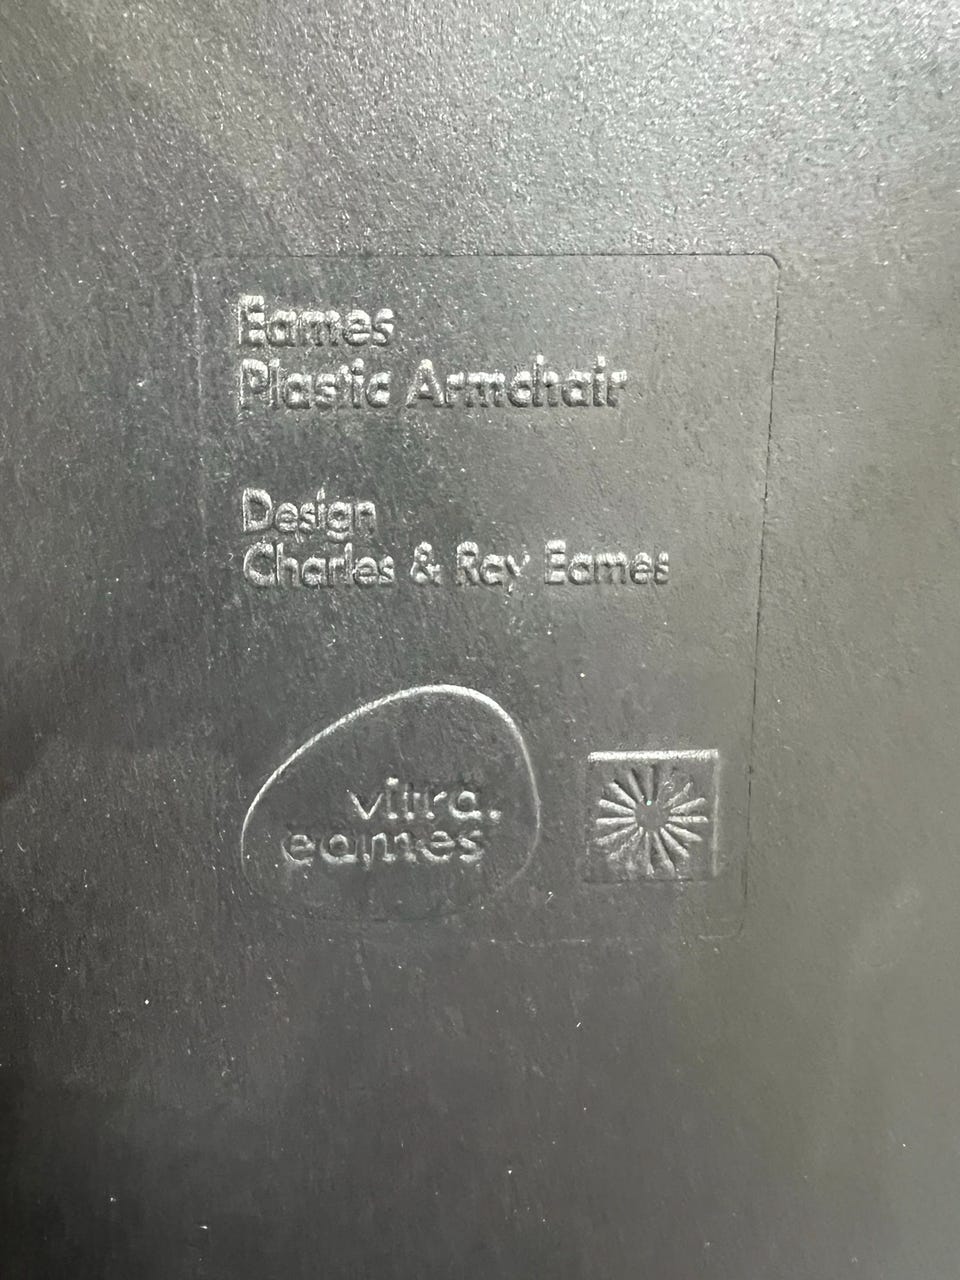 Eames
Plastic Armchair
Design
Charles & Ray Eames
vitra.
eames